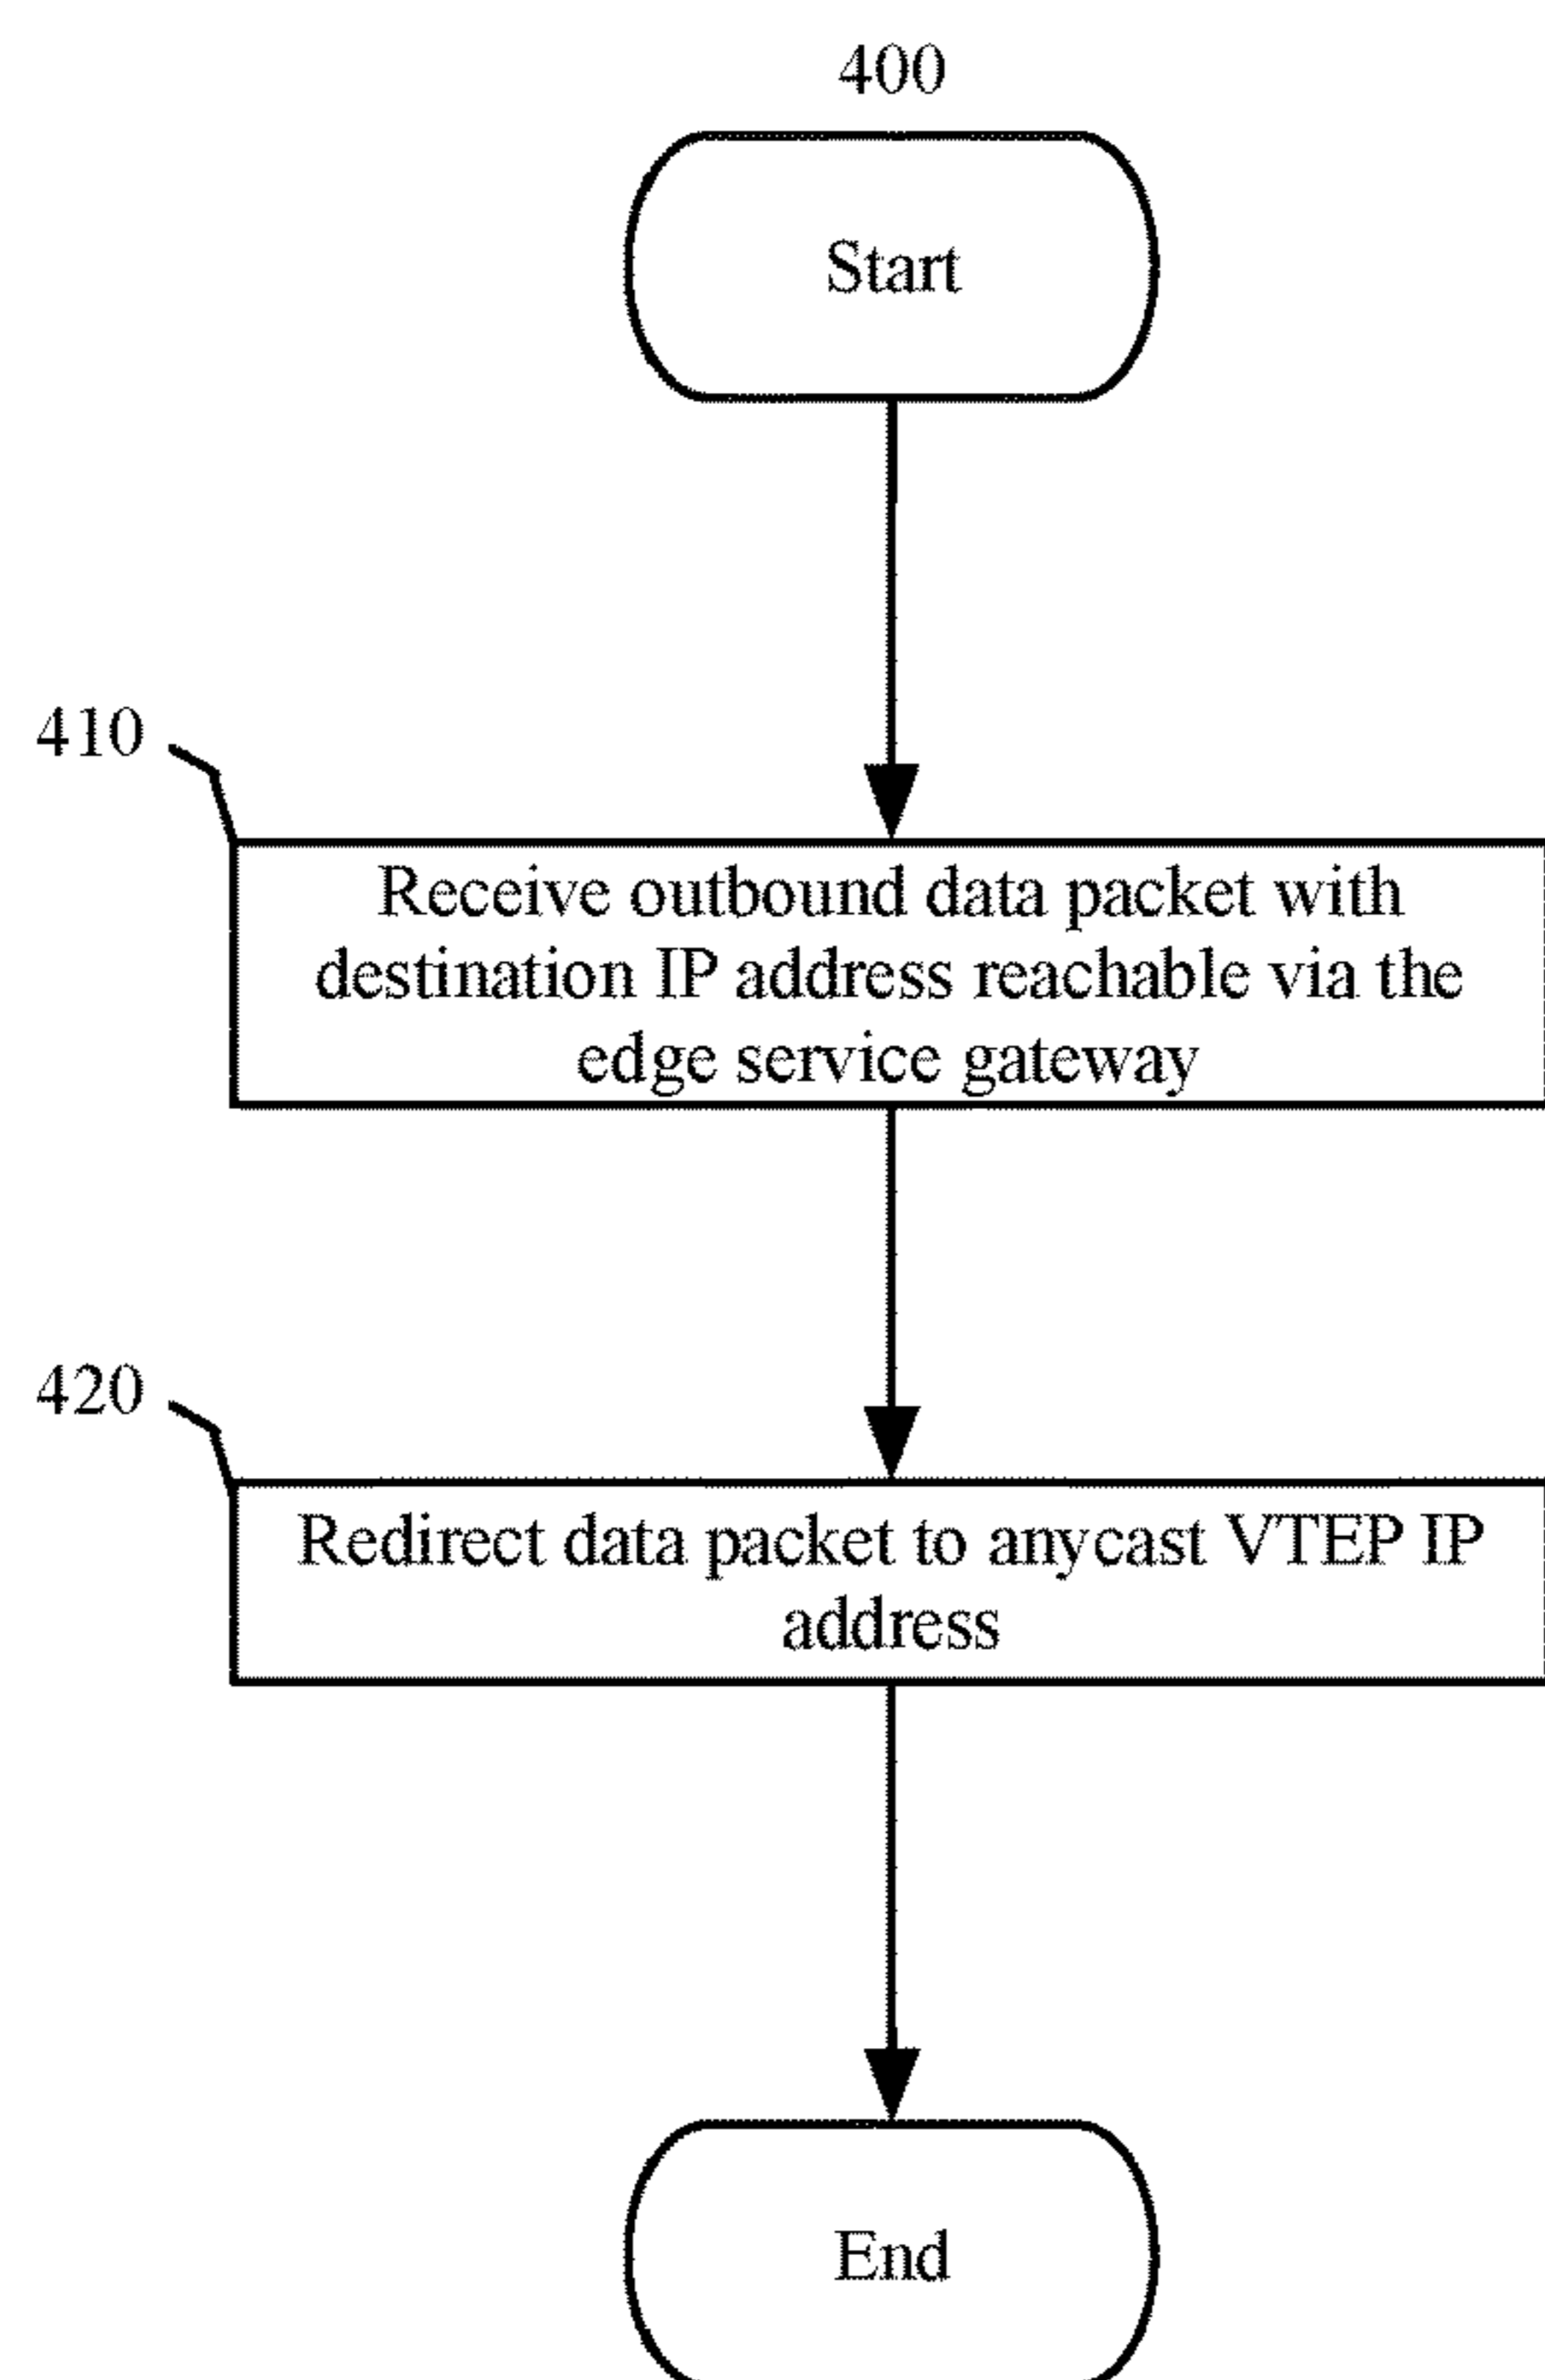 400
Start
410
Receive outbound data packet with
destination IP address reachable via the
edge service gateway
420
Redirect data packet to anycast VTEP IP
address
End